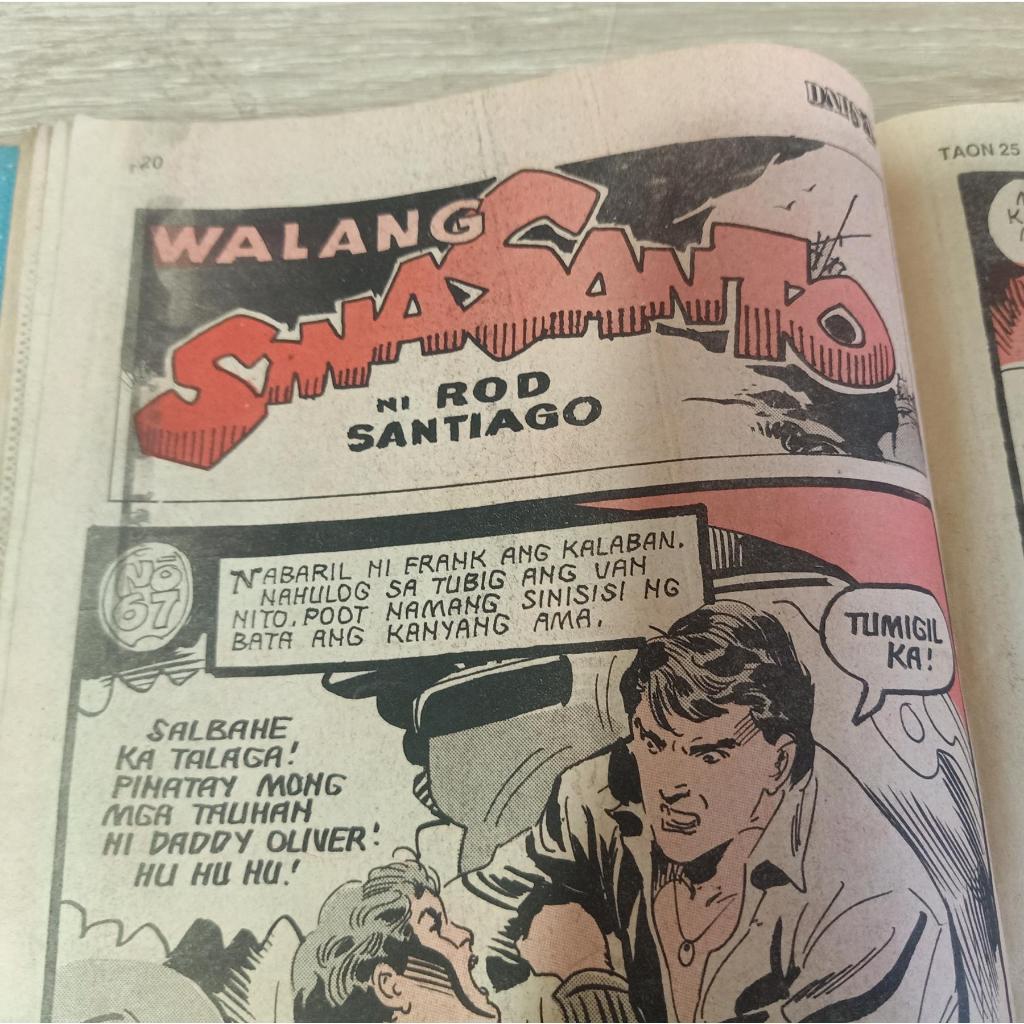 20
TAON 25
WALANG
SINASANTO
NI ROD
SANTIAGO
NO
67
NABARIL NI FRANK ANG KALABAN.
NAHULOG SA TUBIG ANG VAN
NITO. POOT NAMANG SINISISI NG
BATA ANG KANYANG AMA.
TUMIGIL
KA!
SALBAHE
KA TALAGA!
PINATAY MONG
MGA TAUHAN
NI DADDY OLIVER!
HU HU HU!